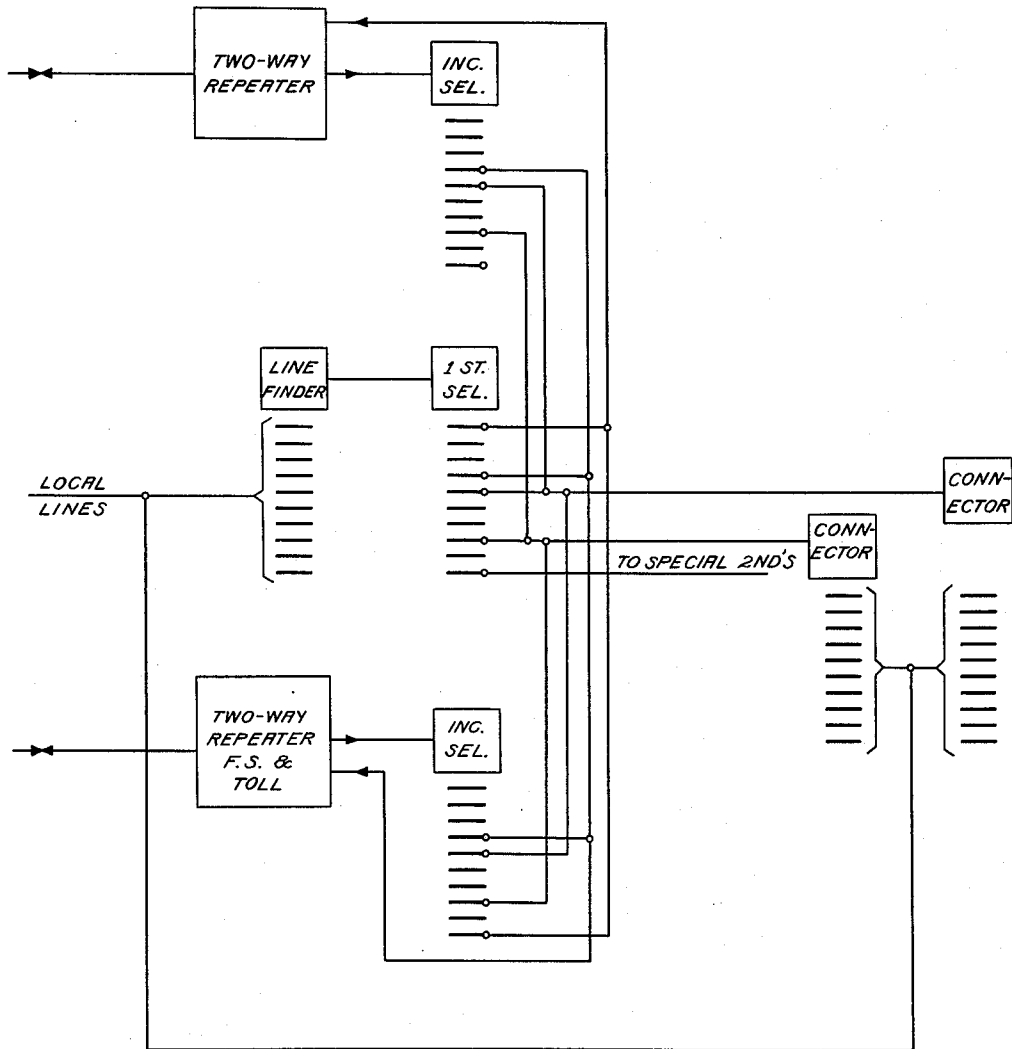 TWO-WAY
REPEATER
INC.
SEL.
LINE
FINDER
1 ST.
SEL.
LOCAL
LINES
CONN-
ECTOR
CONN-
ECTOR
TO SPECIAL 2ND'S
TWO-WAY
REPEATER
F.S. &
TOLL
INC.
SEL.